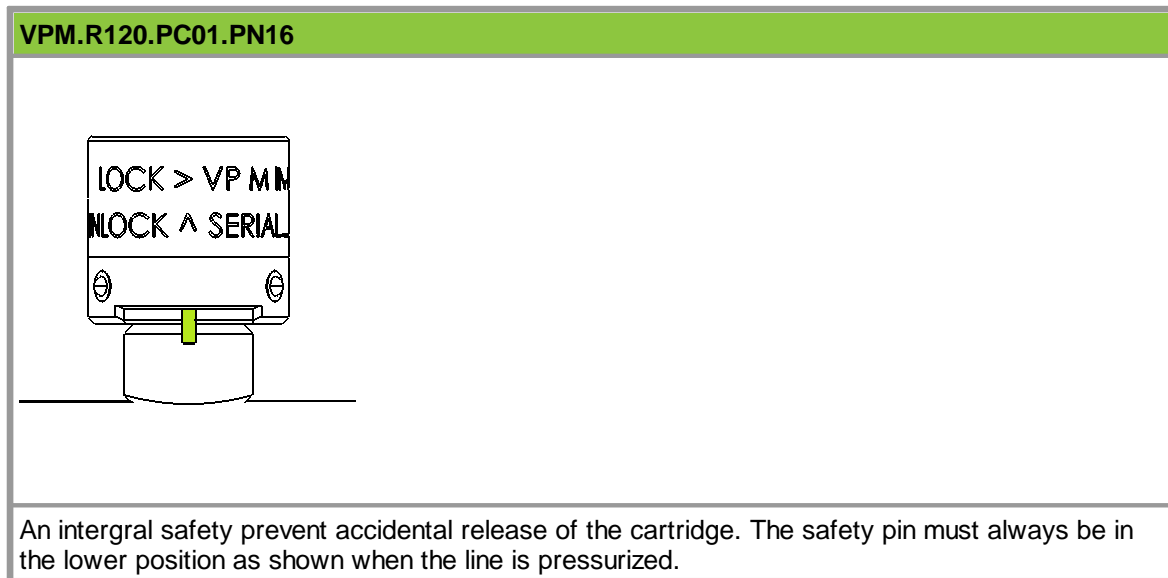 VPM.R120.PC01.PN16
LOCK > VP M
LOCK ^ SERIAL
An intergral safety prevent accidental release of the cartridge. The safety pin must always be in
the lower position as shown when the line is pressurized.